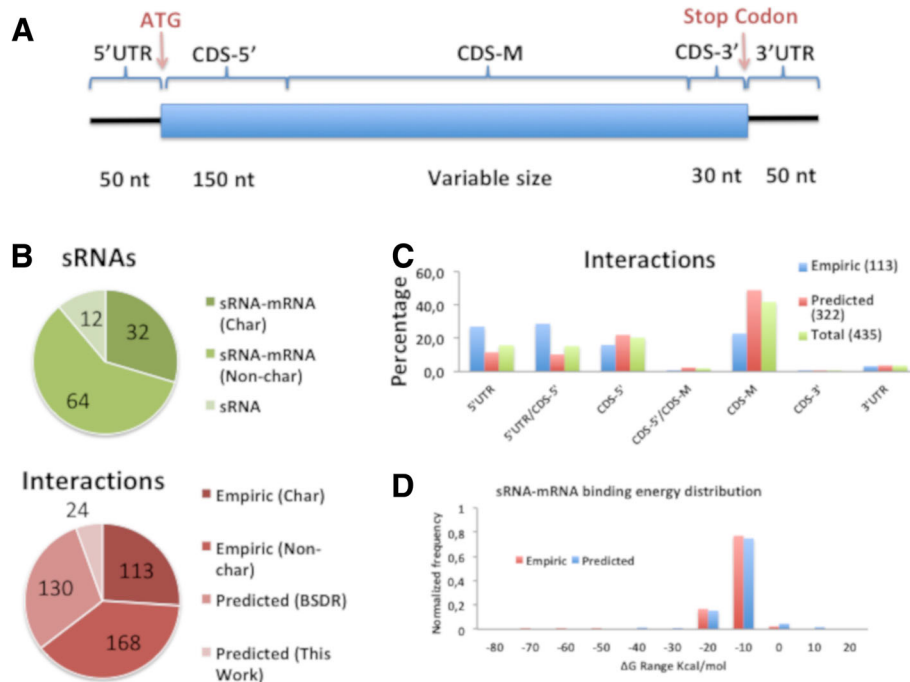 A
ATG
Stop Codon
5'UTR
CDS-5'
CDS-M
CDS-3'
3'UTR
50 nt
150 nt
Variable size
30 nt
50 nt
B
sRNAs
12
32
64
sRNA-mRNA
(Char)
sRNA-mRNA
(Non-char)
sRNA
Interactions
24
113
130
168
Empiric (Char)
Empiric (Non-
char)
Predicted (BSDR)
Predicted (This
Work)
C
Interactions
Percentage
60,0
40,0
20,0
0,0
5'UTR
5'UTR/CDS-5'
CDS-5'
CDS-5'/CDS-M
CDS-M
CDS-3'
3'UTR
Empiric (113)
Predicted
(322)
Total (435)
D
sRNA-mRNA binding energy distribution
Normalized frequency
1
0,8
0,6
0,4
0,2
0
Empiric
Predicted
-80 -70 -60 -50 -40 -30 -20 -10 0 10 20
ΔG Range Kcal/mol